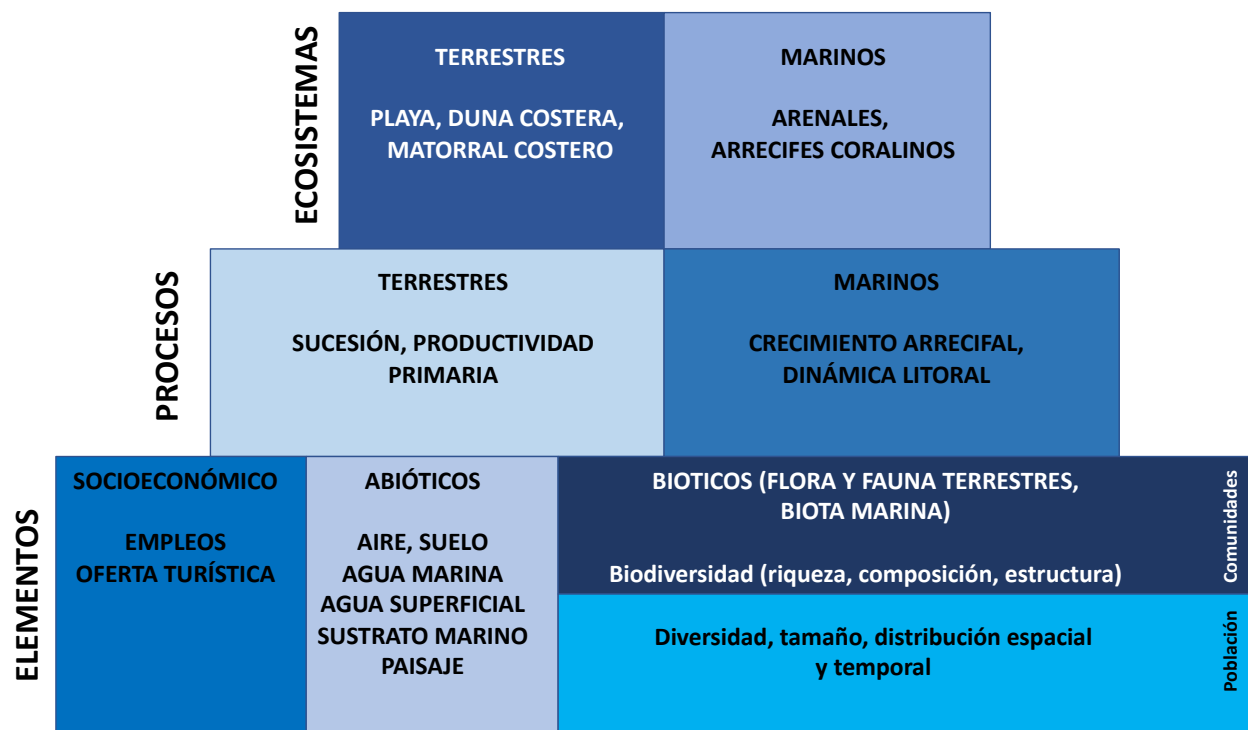 ECOSISTEMAS
TERRESTRES
PLAYA, DUNA COSTERA,
MATORRAL COSTERO
MARINOS
ARENALES,
ARRECIFES CORALINOS
PROCESOS
TERRESTRES
SUCESIÓN, PRODUCTIVIDAD
PRIMARIA
MARINOS
CRECIMIENTO ARRECIFAL,
DINÁMICA LITORAL
ELEMENTOS
SOCIOECONÓMICO
EMPLEOS
OFERTA TURÍSTICA
ABIÓTICOS
AIRE, SUELO
AGUA MARINA
AGUA SUPERFICIAL
SUSTRATO MARINO
PAISAJE
BIOTICOS (FLORA Y FAUNA TERRESTRES,
BIOTA MARINA)
Biodiversidad (riqueza, composición, estructura)
Comunidades
Diversidad, tamaño, distribución espacial
y temporal
Población